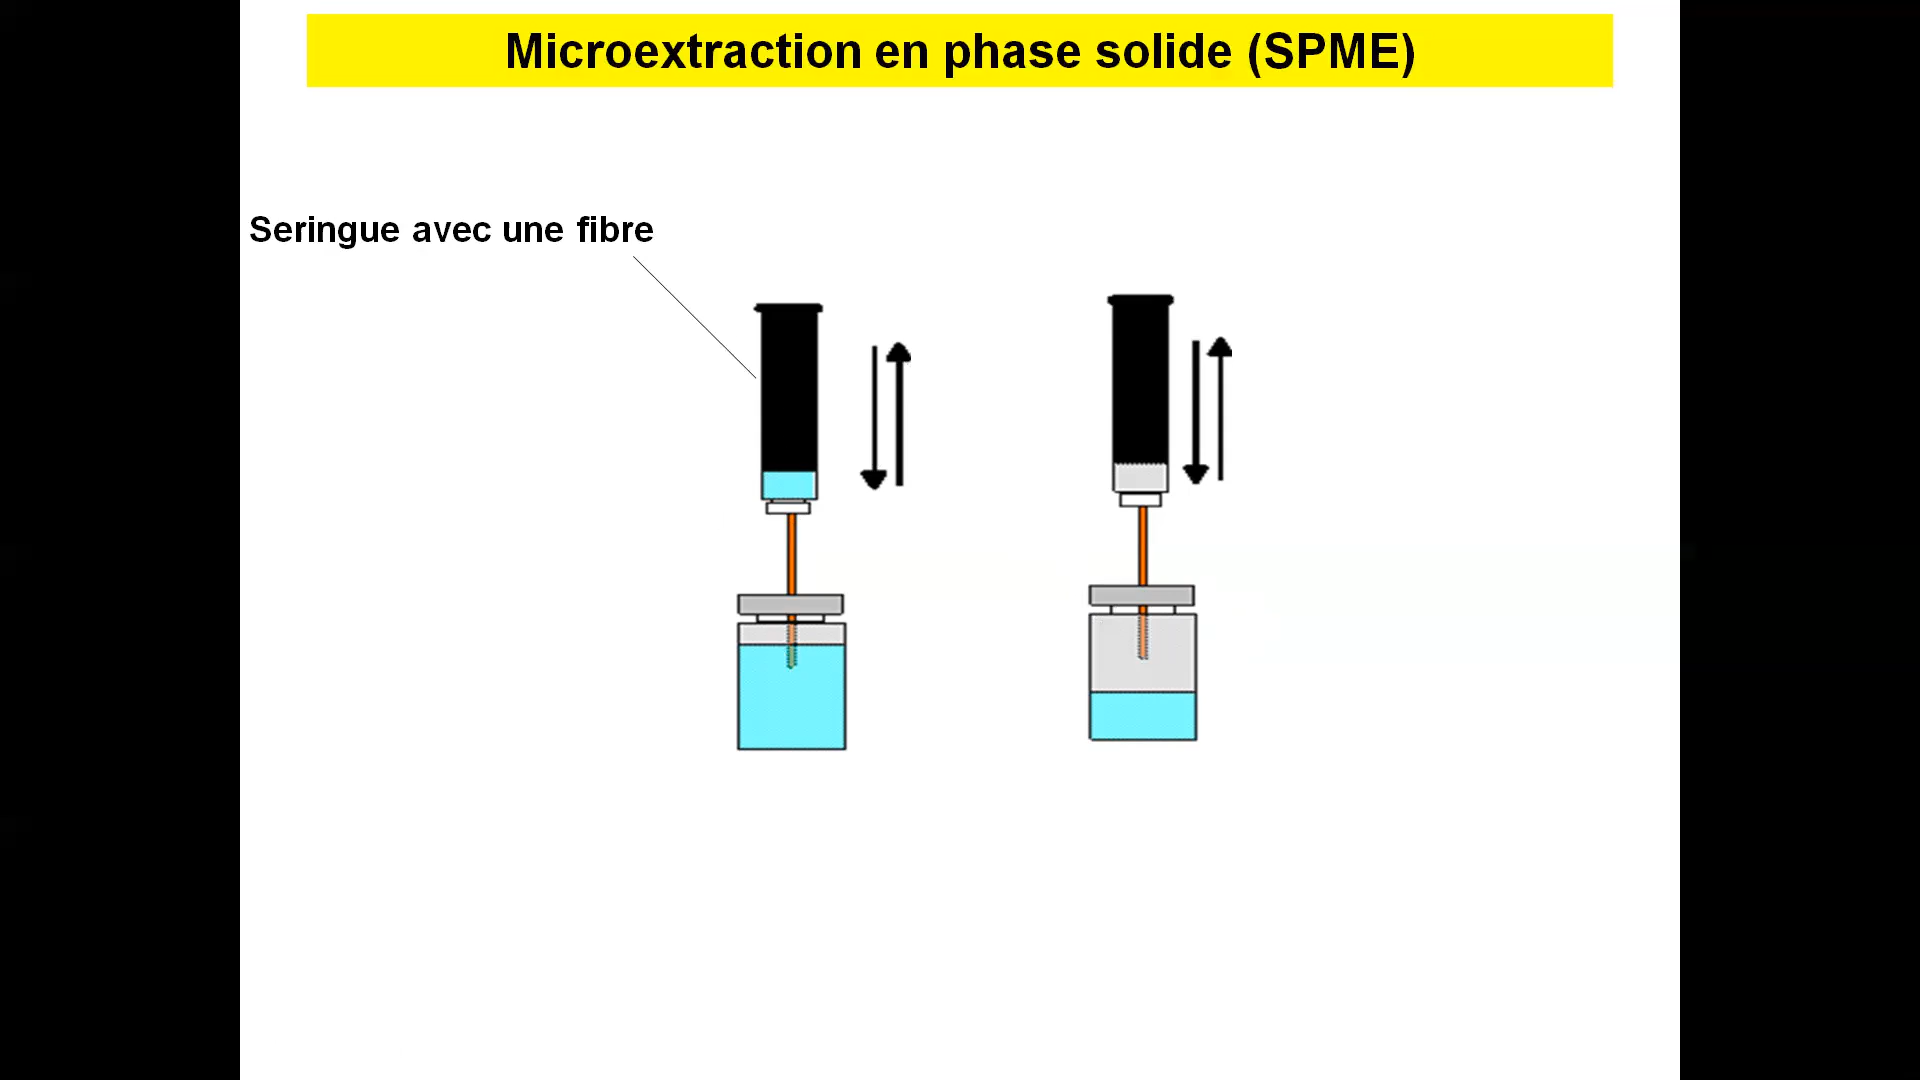 Microextraction en phase solide (SPME)
Seringue avec une fibre